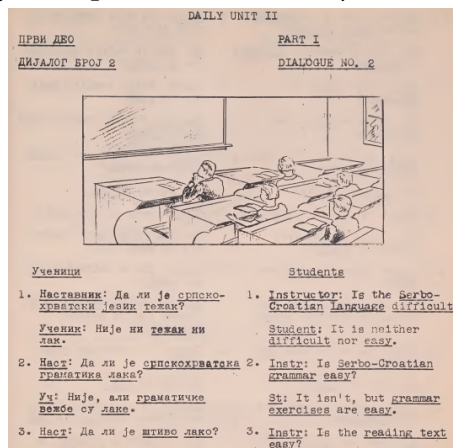 DAILY UNIT II
ПРВИ ДЕО
PART I
ДИЈАЛОГ БРОЈ 2
DIALOGUE NO. 2
Ученици
Students
1. Наставник: Да ли је српско-
хрватски језик тежак?
Ученик: Није ни тежак ни
лак.
2. Наст: Да ли је српскохрватска
граматика лака?
Уч: Није, али граматичке
вежбе су лаке.
3. Наст: Да ли је штиво лако?
1. Instructor: Is the Serbo-
Croatian Language difficult
Student: It is neither
difficult nor easy.
2. Instr: Is Serbo-Croatian
grammar easy?
St: It isn't, but grammar
exercises are easy.
3. Instr: Is the reading text
easy?